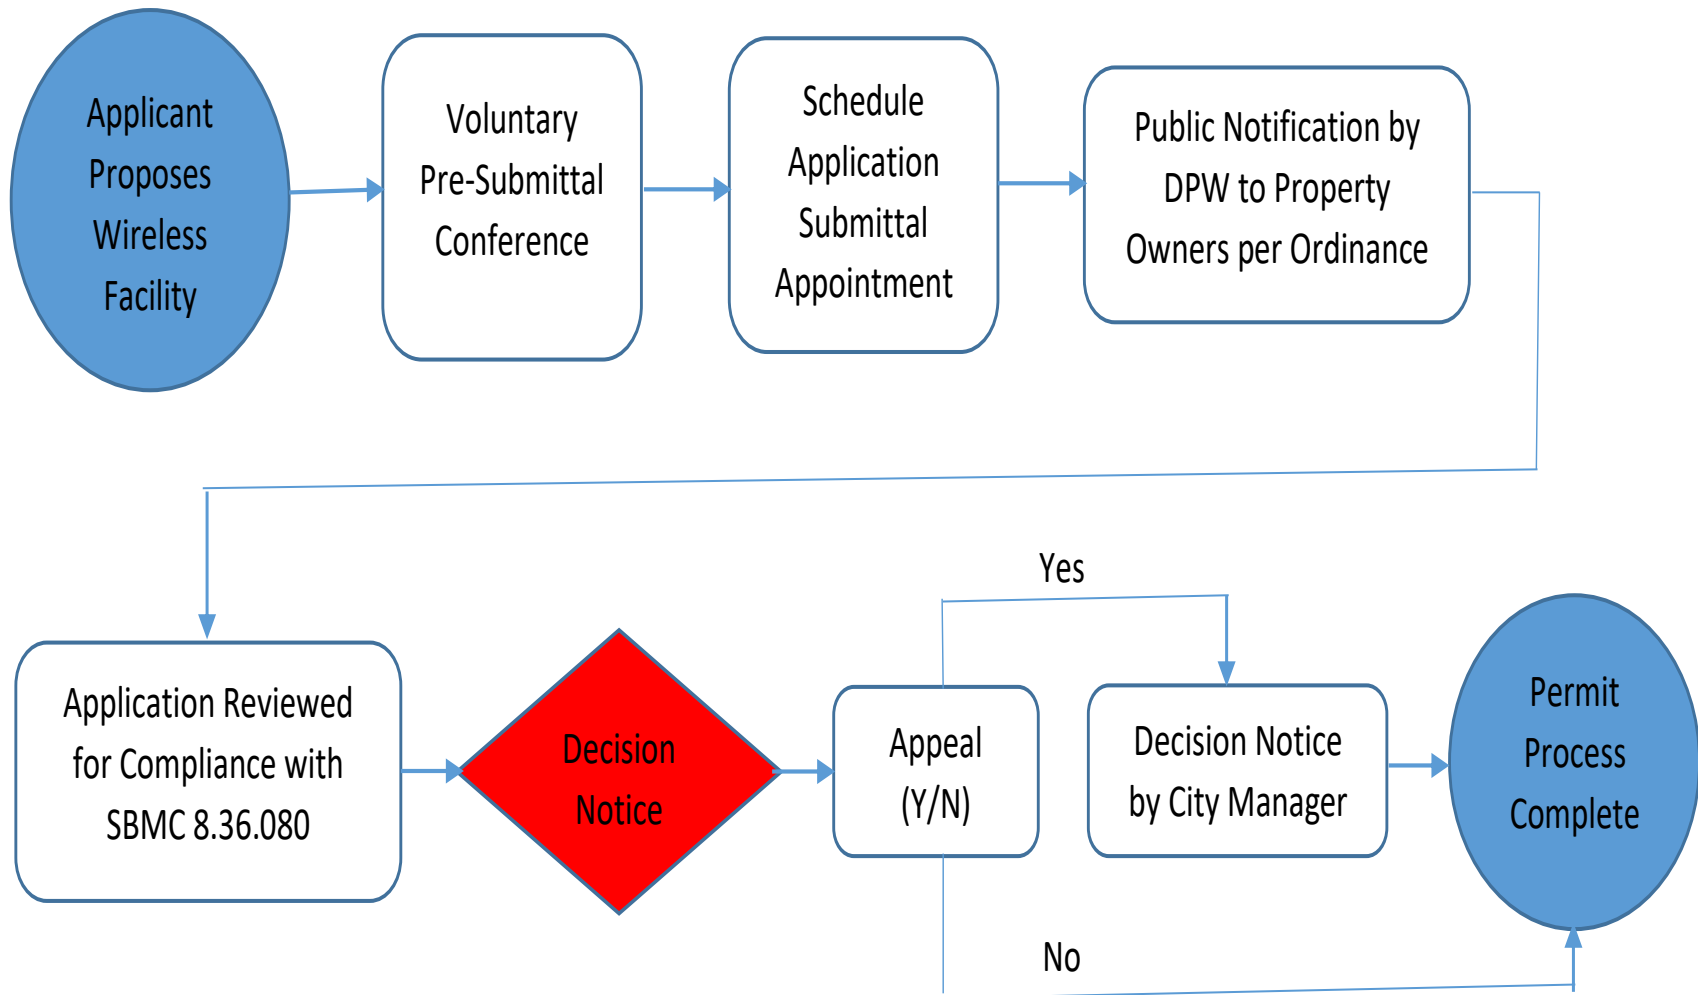 Applicant
Proposes
Wireless
Facility
Voluntary
Pre-Submittal
Conference
Schedule
Application
Submittal
Appointment
Public Notification by
DPW to Property
Owners per Ordinance
Application Reviewed
for Compliance with
SBMC 8.36.080
Decision
Notice
Appeal
(Y/N)
Yes
Decision Notice
by City Manager
No
Permit
Process
Complete